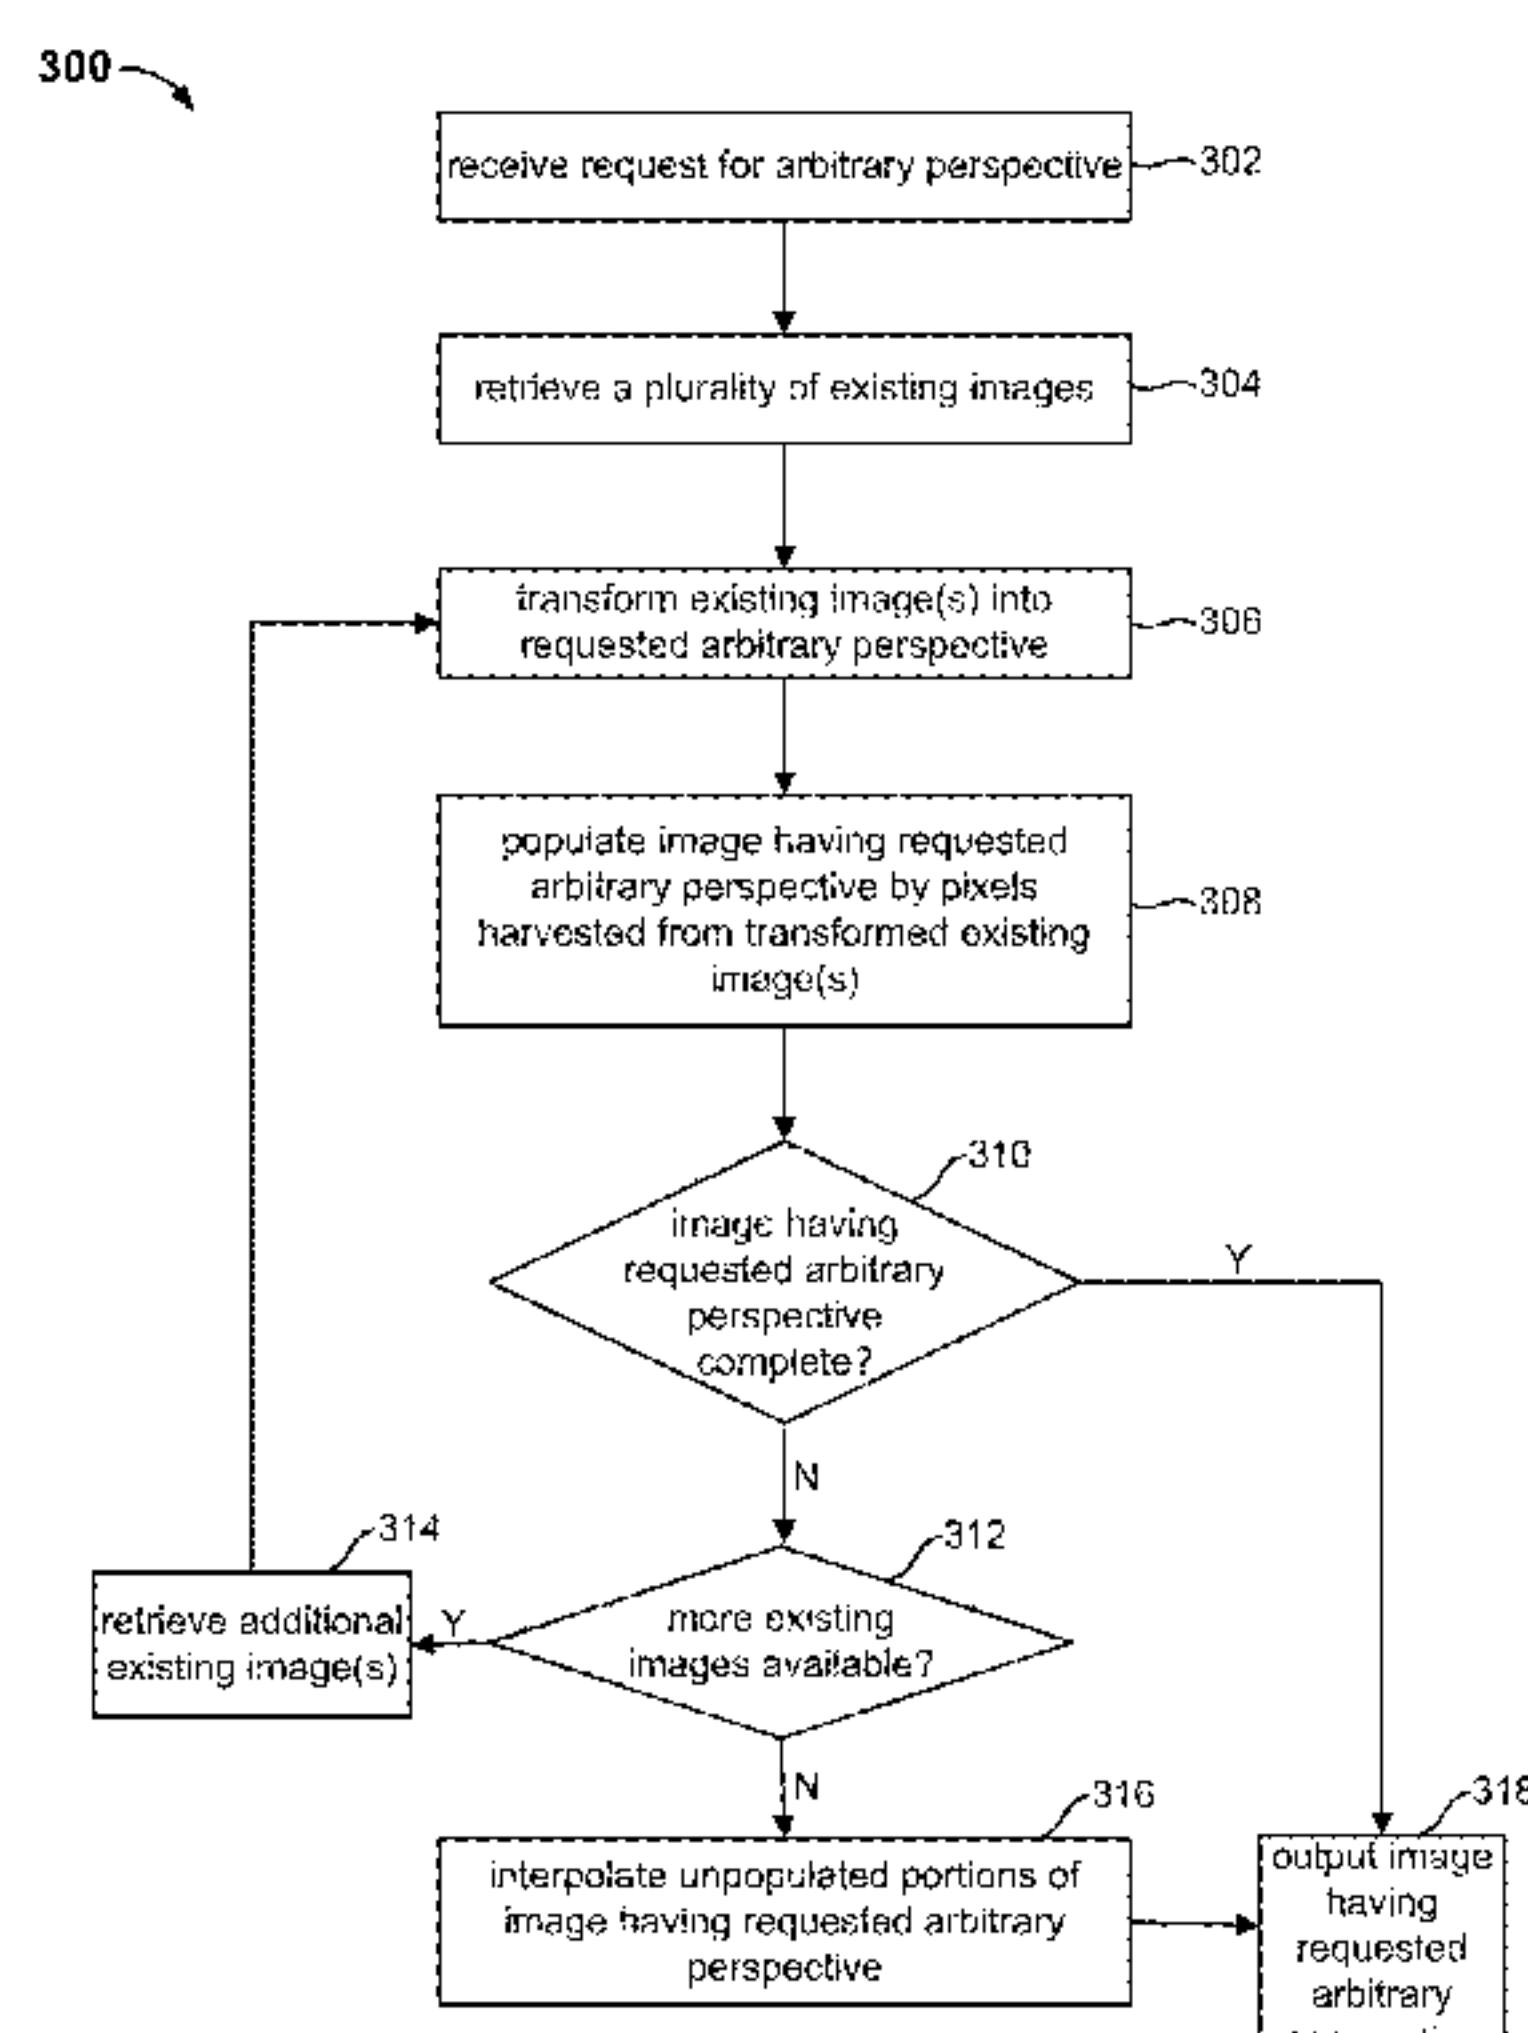 300
receive request for arbitrary perspective
302
retrieve a plurality of existing images
304
transform existing image(s) into
requested arbitrary perspective
306
populate image having requested
arbitrary perspective by pixels
harvested from transformed existing
image(s)
308
310
image having
requested arbitrary
perspective
complete?
Y
N
314
312
retrieve additional
existing image(s)
Y
more existing
images available?
N
316
318
interpolate unpopulated portions of
image having requested arbitrary
perspective
output image
having
requested
arbitrary